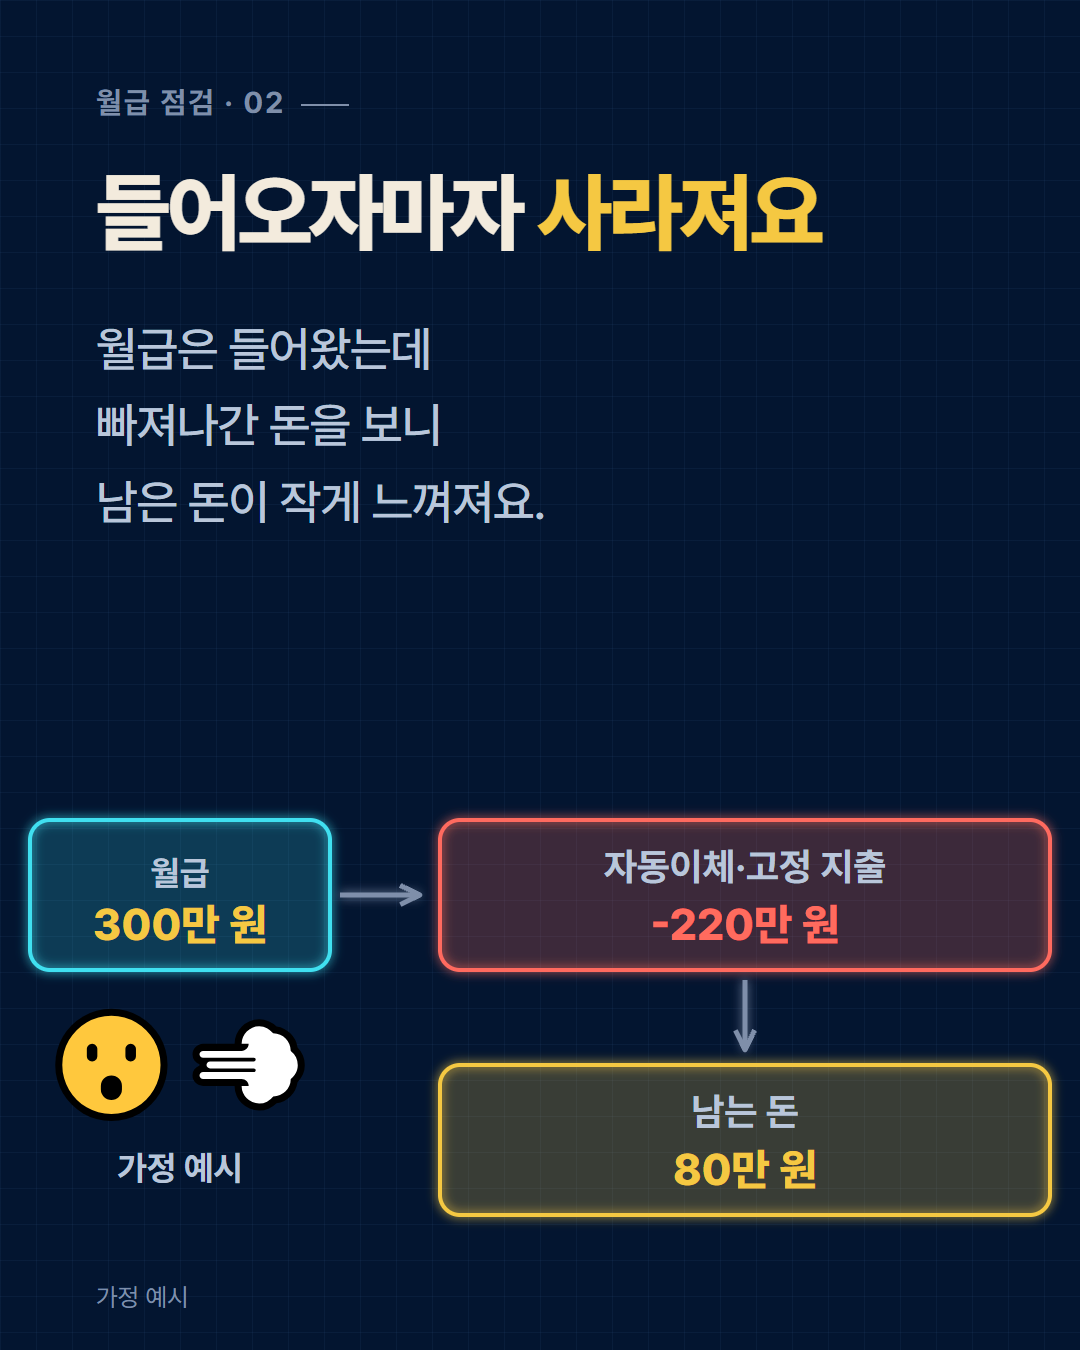 월급 점검 · 02
들어오자마자 사라져요
월급은 들어왔는데
빠져나간 돈을 보니
남은 돈이 작게 느껴져요.
월급
300만 원
자동이체·고정 지출
-220만 원
남는 돈
80만 원
가정 예시
가정 예시